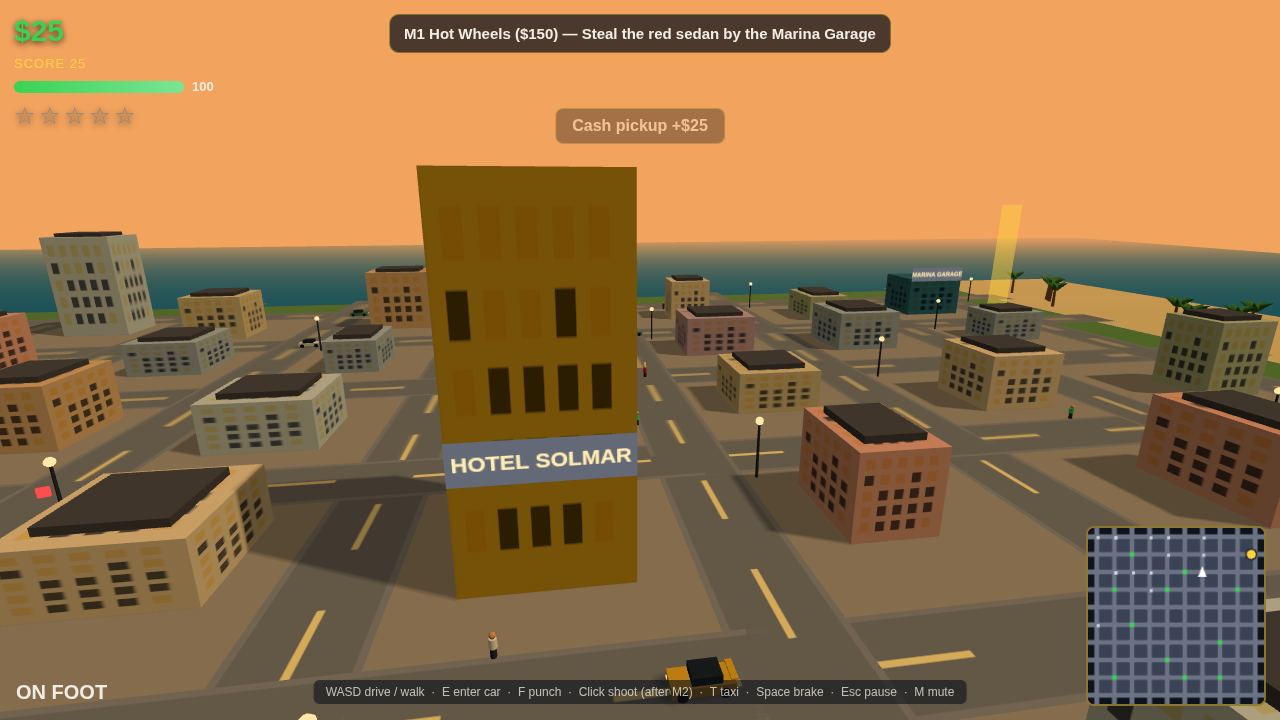 $25
SCORE 25
100
M1 Hot Wheels ($150) — Steal the red sedan by the Marina Garage
Cash pickup +$25
MARINA GARAGE
HOTEL SOLMAR
ON FOOT
WASD drive / walk · E enter car · F punch · Click shoot (after M2) · T taxi · Space brake · Esc pause · M mute